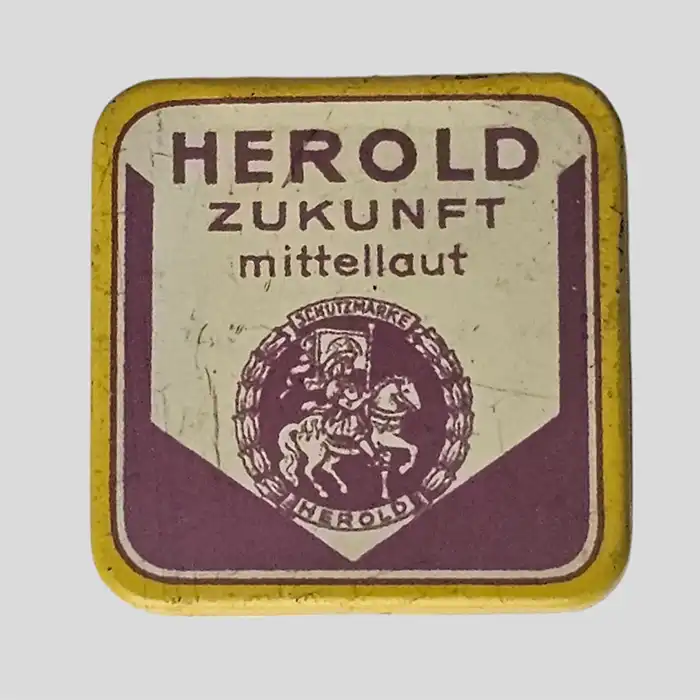 HEROLD
ZUKUNFT
mittellaut
SCHUTZMARKE
HEROLD